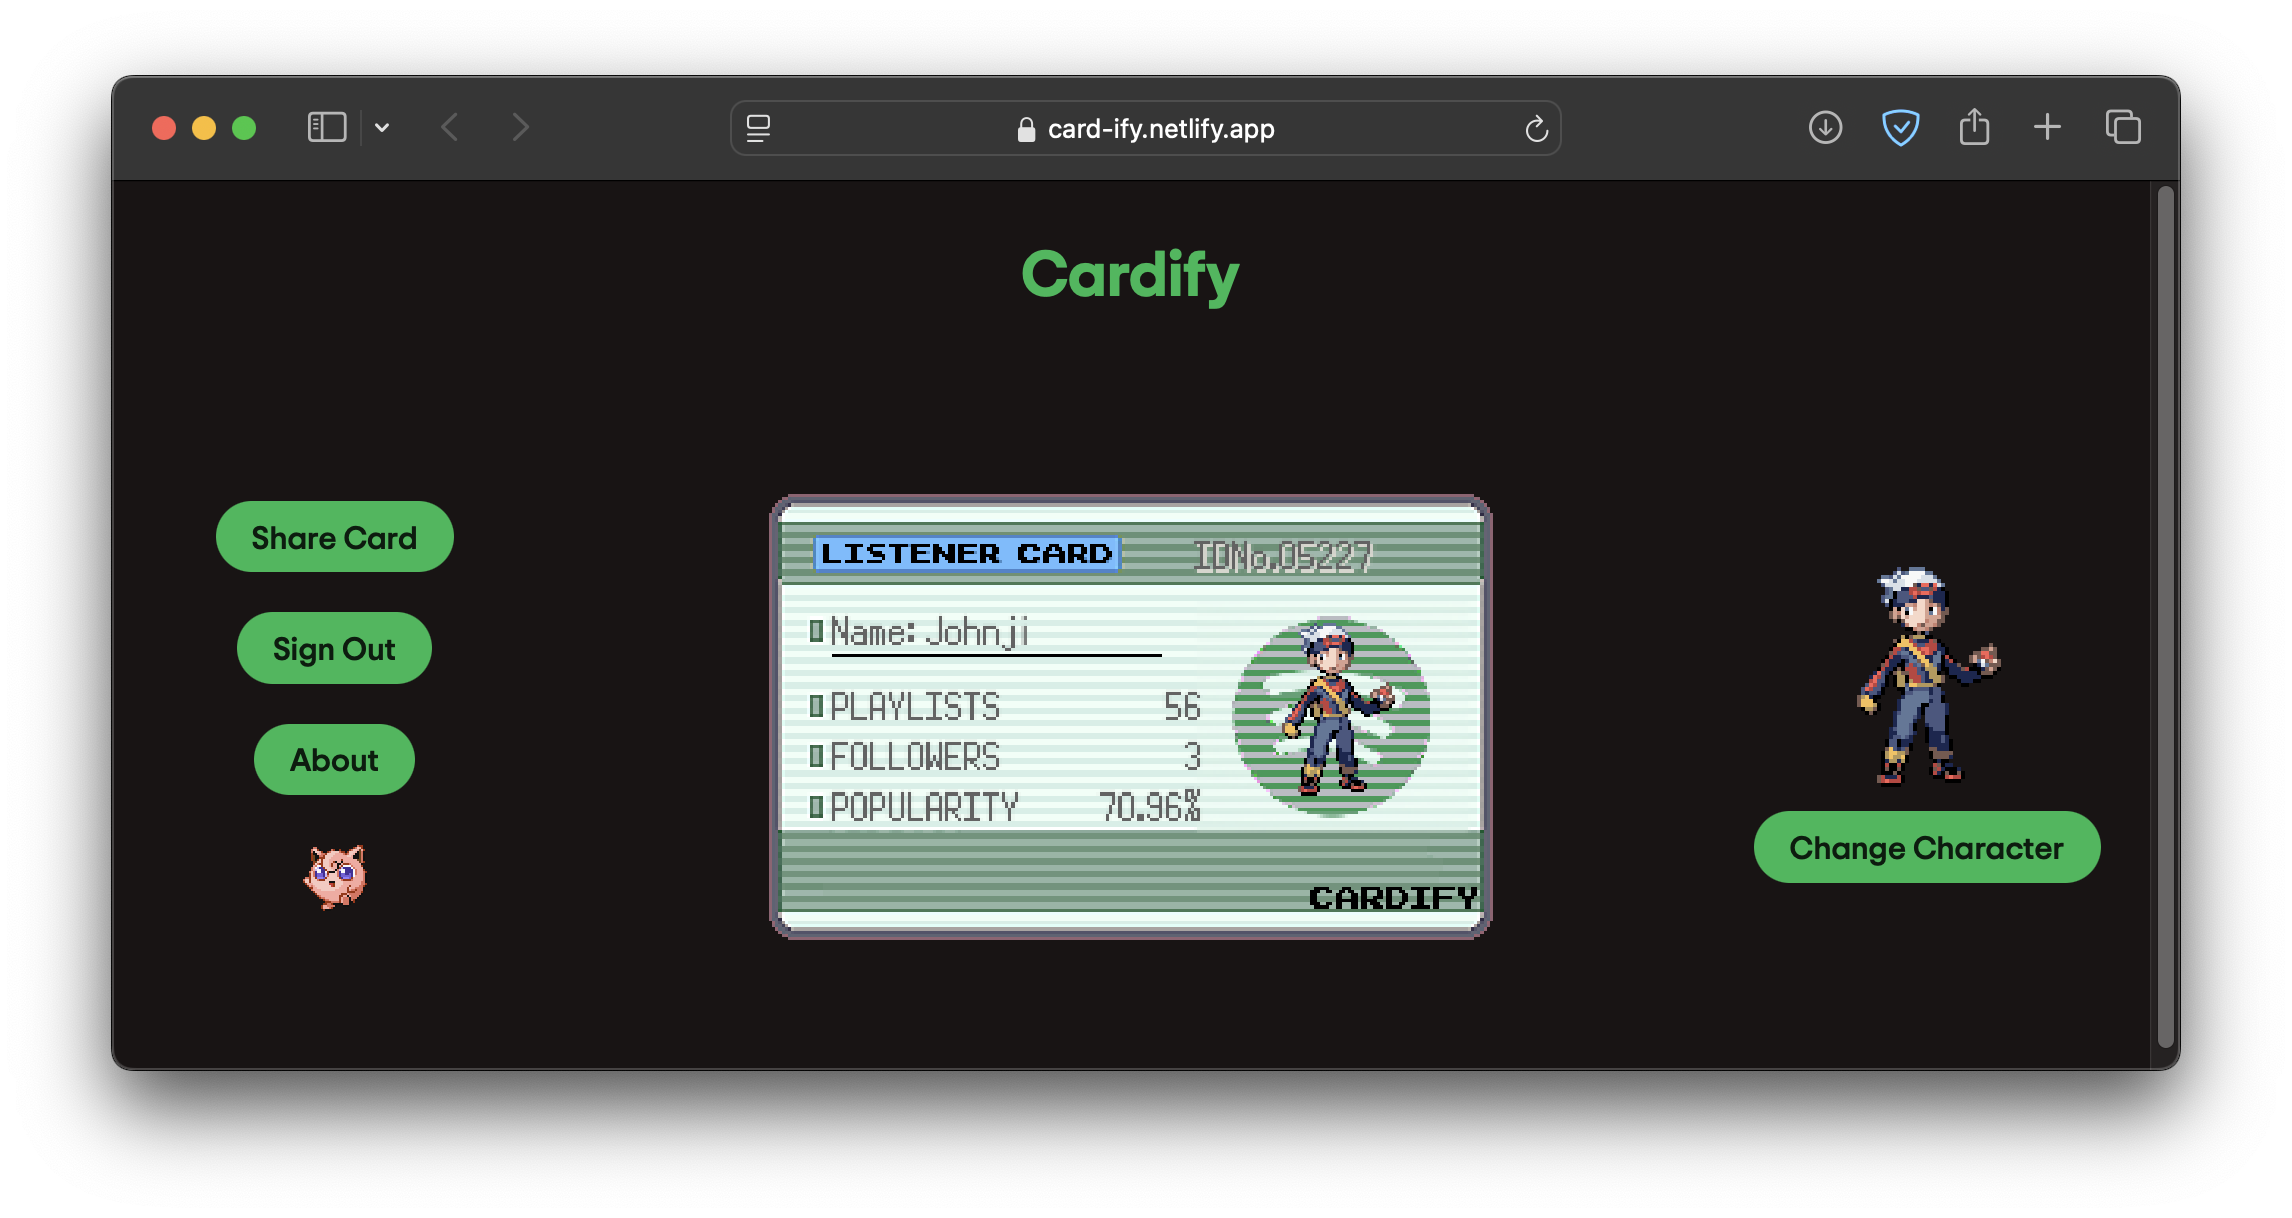 card-ify.netlify.app
Cardify
Share Card
Sign Out
About
LISTENER CARD
IDNo.05227
Name: Johnji
PLAYLISTS 56
FOLLOWERS 3
POPULARITY 70.96%
CARDIFY
Change Character